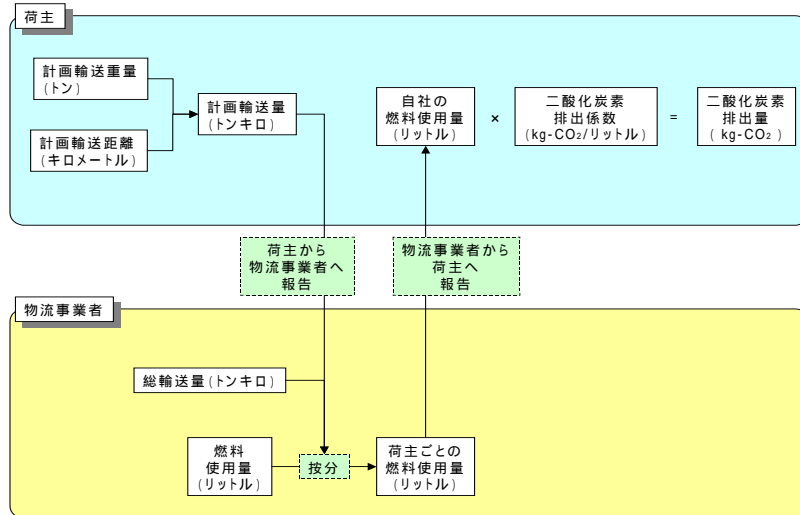 荷主
計画輸送重量
(トン)
計画輸送距離
(キロメートル)
計画輸送量
(トンキロ)
自社の
燃料使用量
(リットル)
×
二酸化炭素
排出係数
(kg-CO₂/リットル)
=
二酸化炭素
排出量
( kg-CO₂ )
荷主から
物流事業者へ
報告
物流事業者から
荷主へ
報告
物流事業者
総輸送量(トンキロ)
燃料
使用量
(リットル)
按分
荷主ごとの
燃料使用量
(リットル)